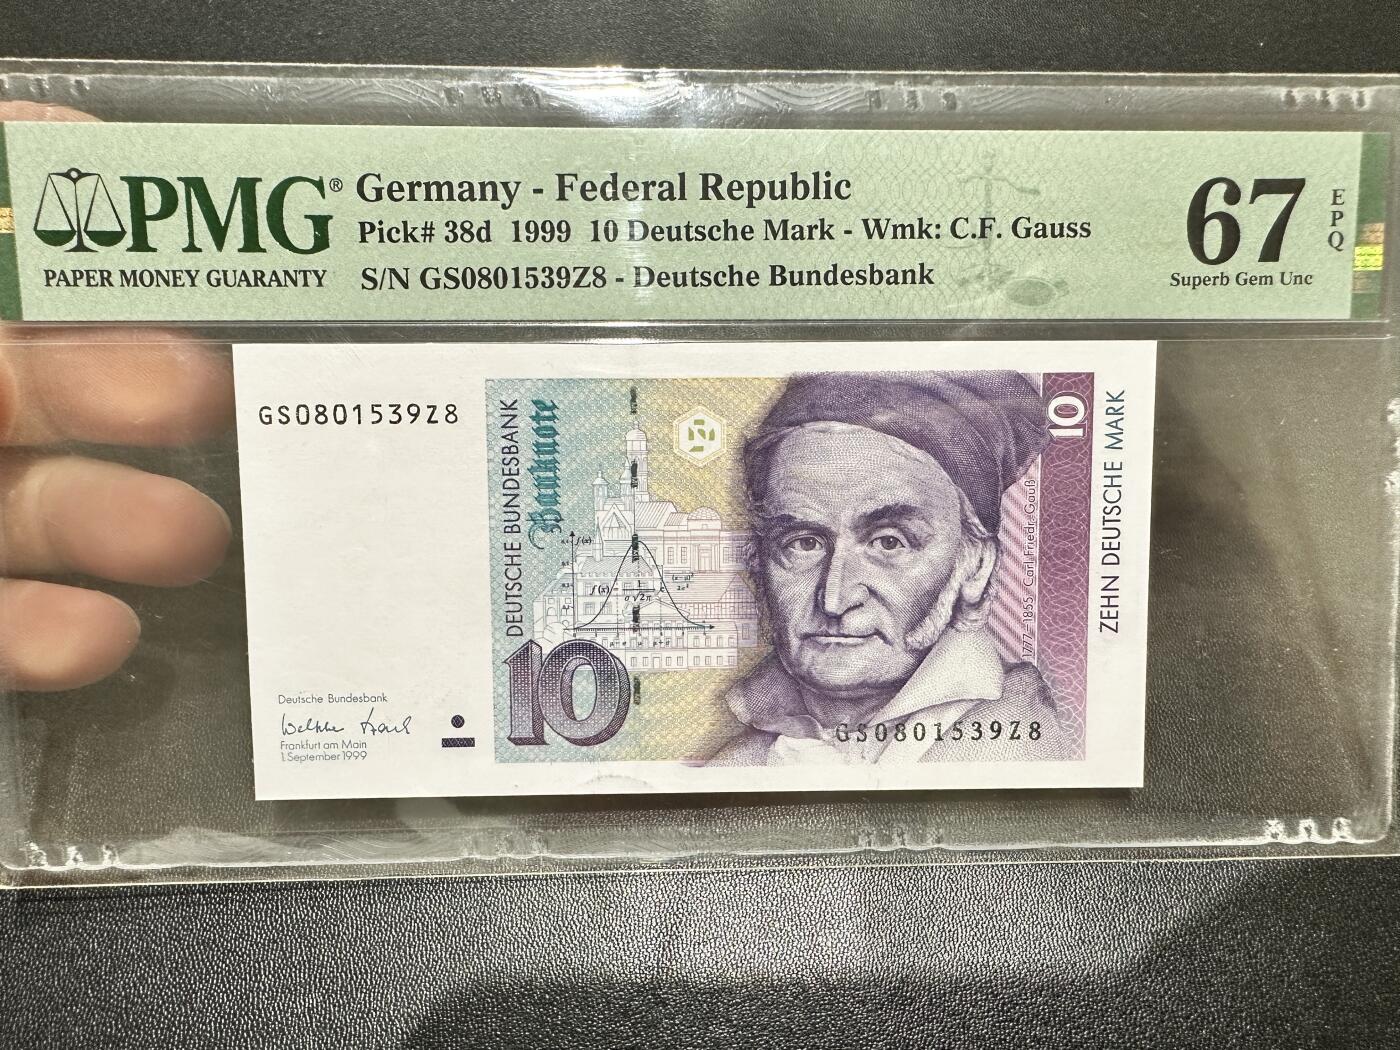 PMG®
PAPER MONEY GUARANTY
Germany - Federal Republic
Pick# 38d 1999 10 Deutsche Mark - Wmk: C.F. Gauss
S/N GS0801539Z8 - Deutsche Bundesbank
67
EPQ
Superb Gem Unc
GS0801539Z8
DEUTSCHE BUNDESBANK
Banknote
f(x)
10
10
ZEHN DEUTSCHE MARK
1777–1855 Carl Friedr. Gauß
GS0801539Z8
Deutsche Bundesbank
Frankfurt am Main
1. September 1999